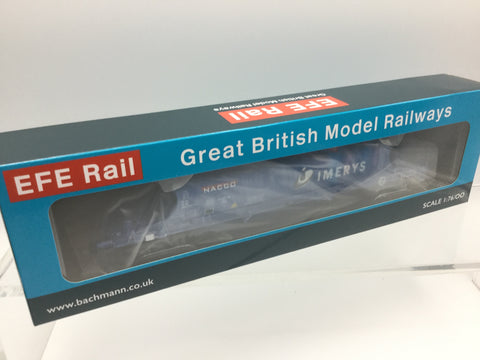 EFE Rail
Great British Model Railways
EFE Rail
Great British Model Railways
NACCO
IMERYS
SCALE 1:76/OO
www.bachmann.co.uk